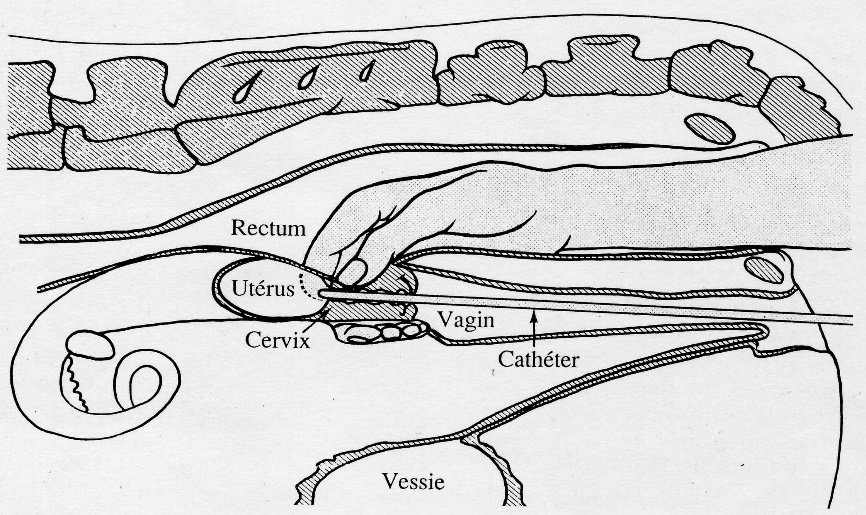 Rectum
Utérus
Cervix
Vagin
Cathéter
Vessie